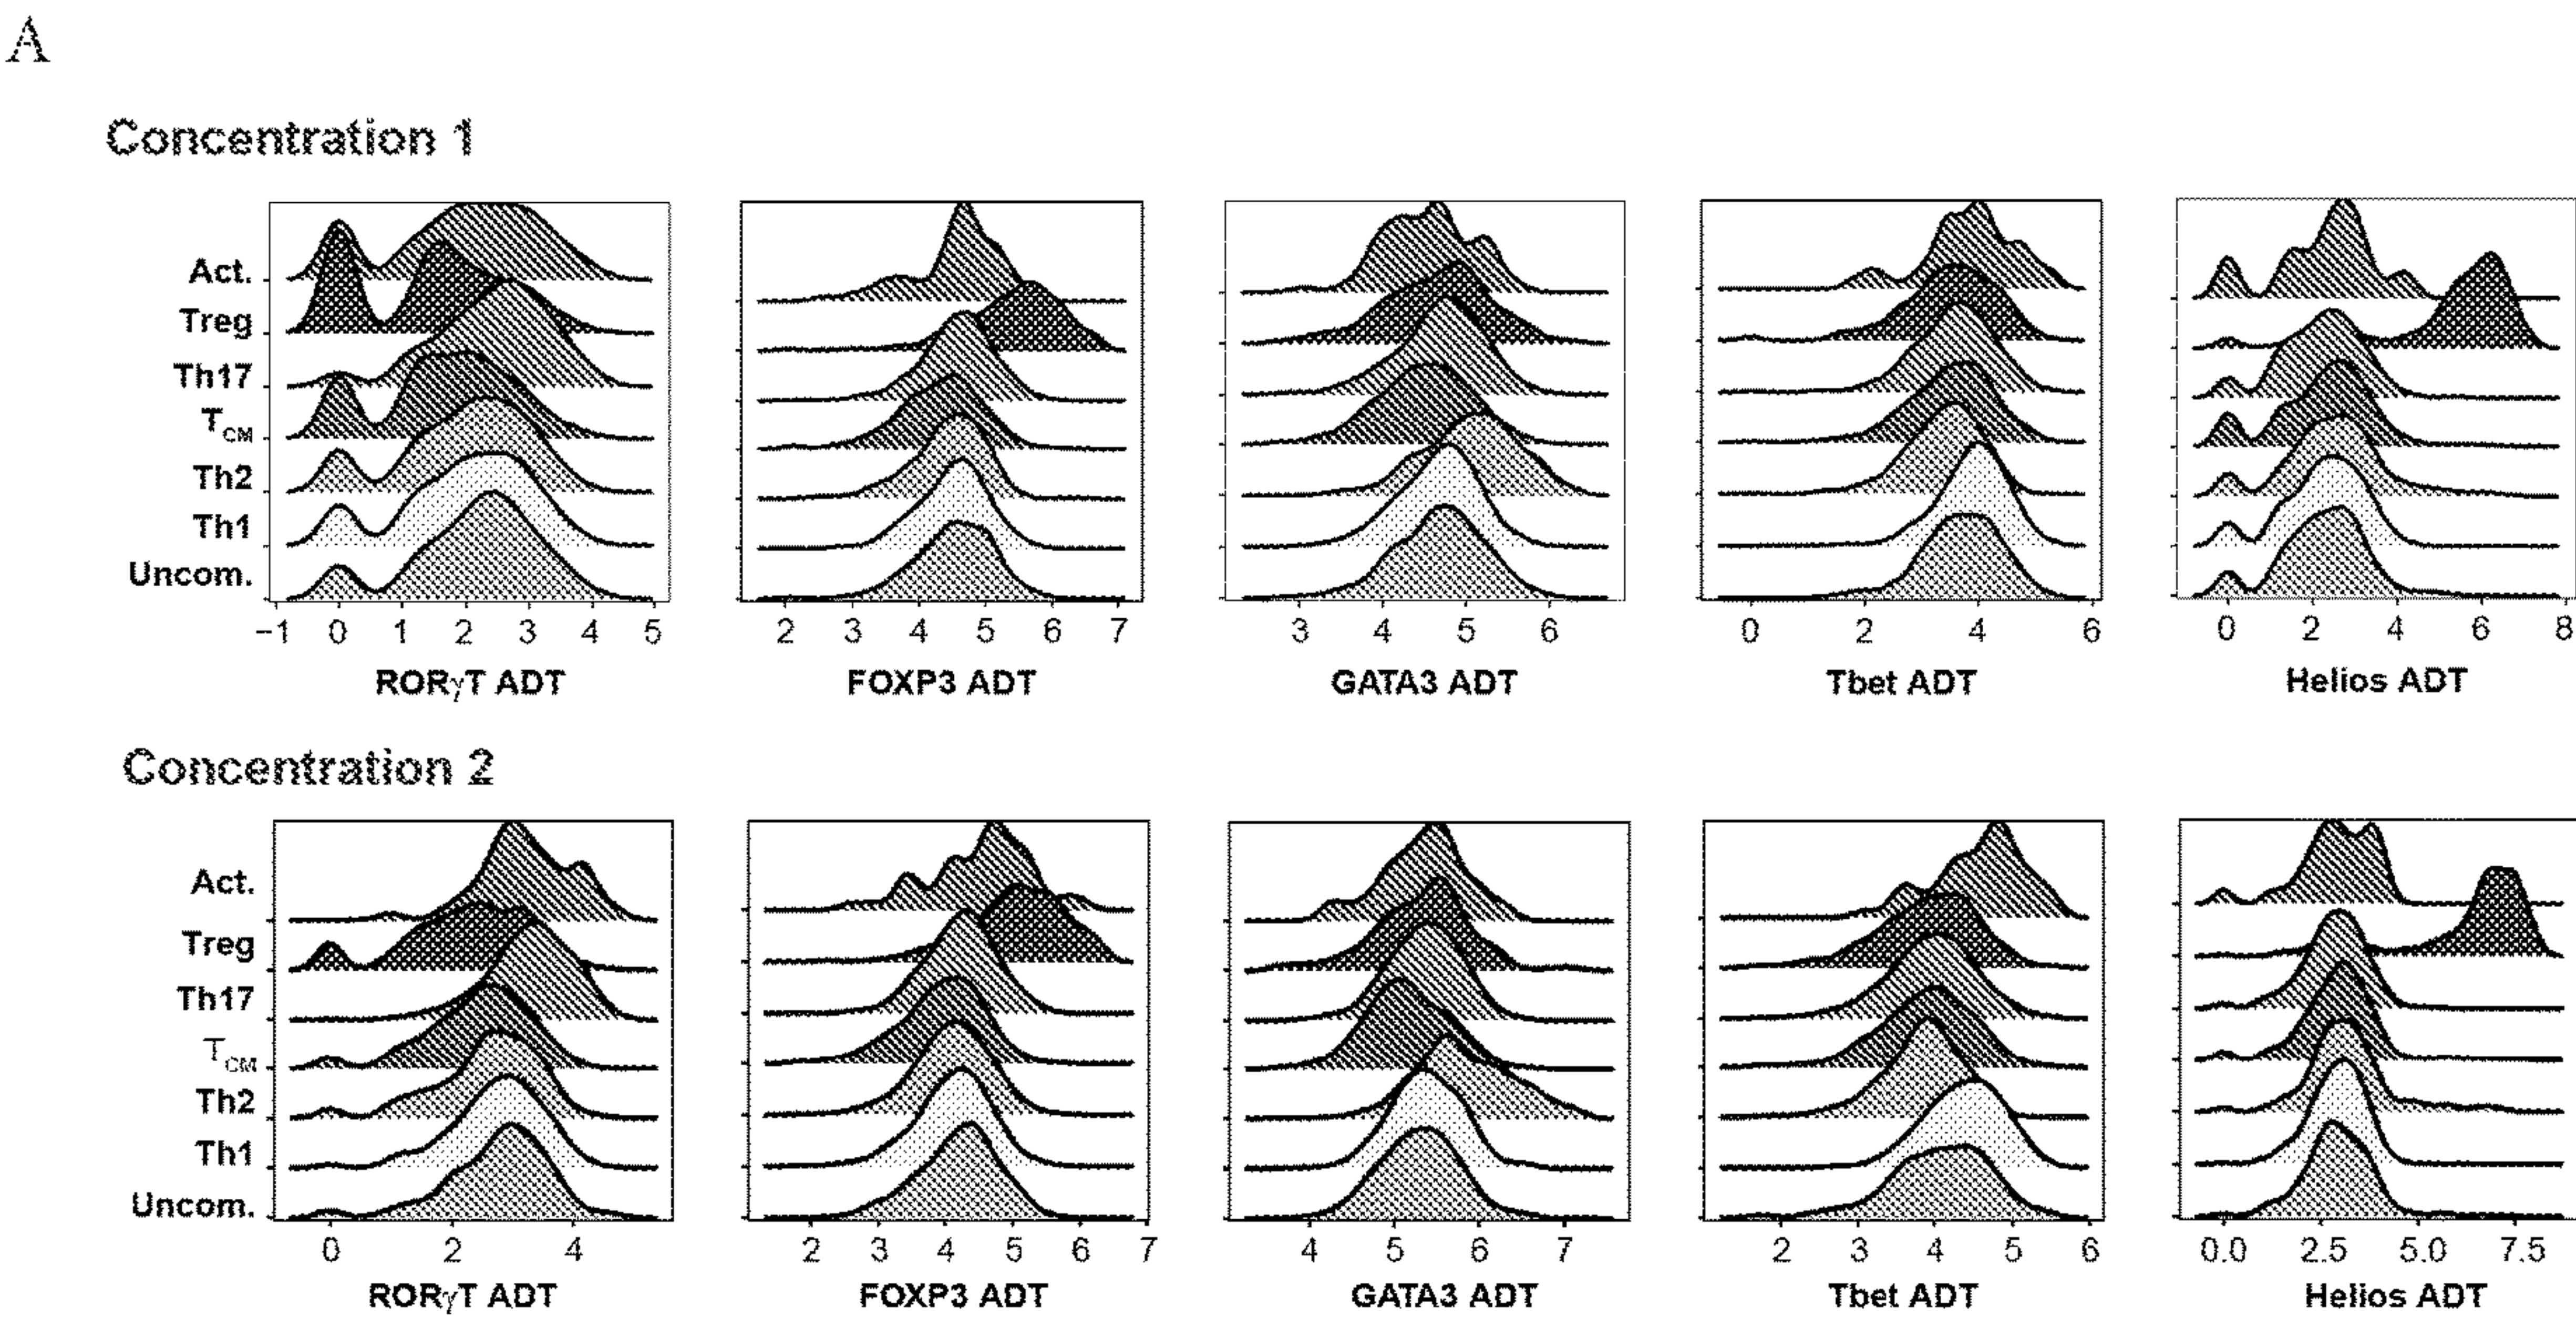 A
Concentration 1
Act.
Treg
Th17
TCM
Th2
Th1
Uncom.
−1 0 1 2 3 4 5
2 3 4 5 6 7
3 4 5 6
0 2 4 6
0 2 4 6 8
RORγT ADT
FOXP3 ADT
GATA3 ADT
Tbet ADT
Helios ADT
Concentration 2
Act.
Treg
Th17
TCM
Th2
Th1
Uncom.
0 2 4
2 3 4 5 6 7
4 5 6 7
2 3 4 5 6
0.0 2.5 5.0 7.5
RORγT ADT
FOXP3 ADT
GATA3 ADT
Tbet ADT
Helios ADT